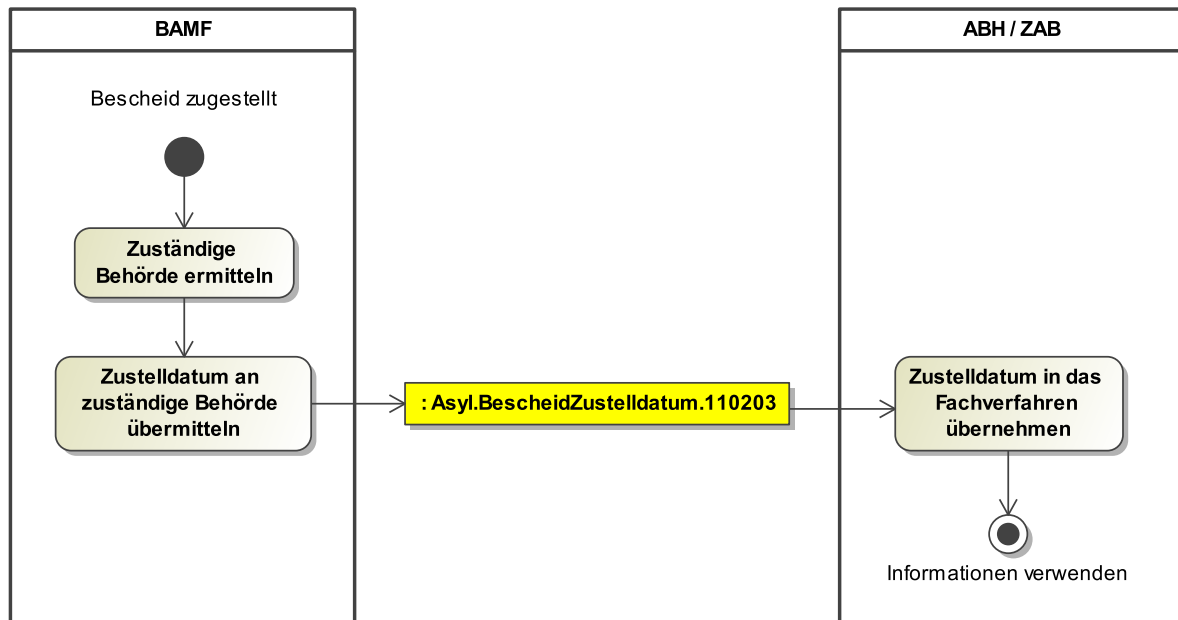 BAMF
ABH / ZAB
Bescheid zugestellt
Zuständige
Behörde ermitteln
Zustelldatum an
zuständige Behörde
übermitteln
: Asyl.BescheidZustelldatum.110203
Zustelldatum in das
Fachverfahren
übernehmen
Informationen verwenden